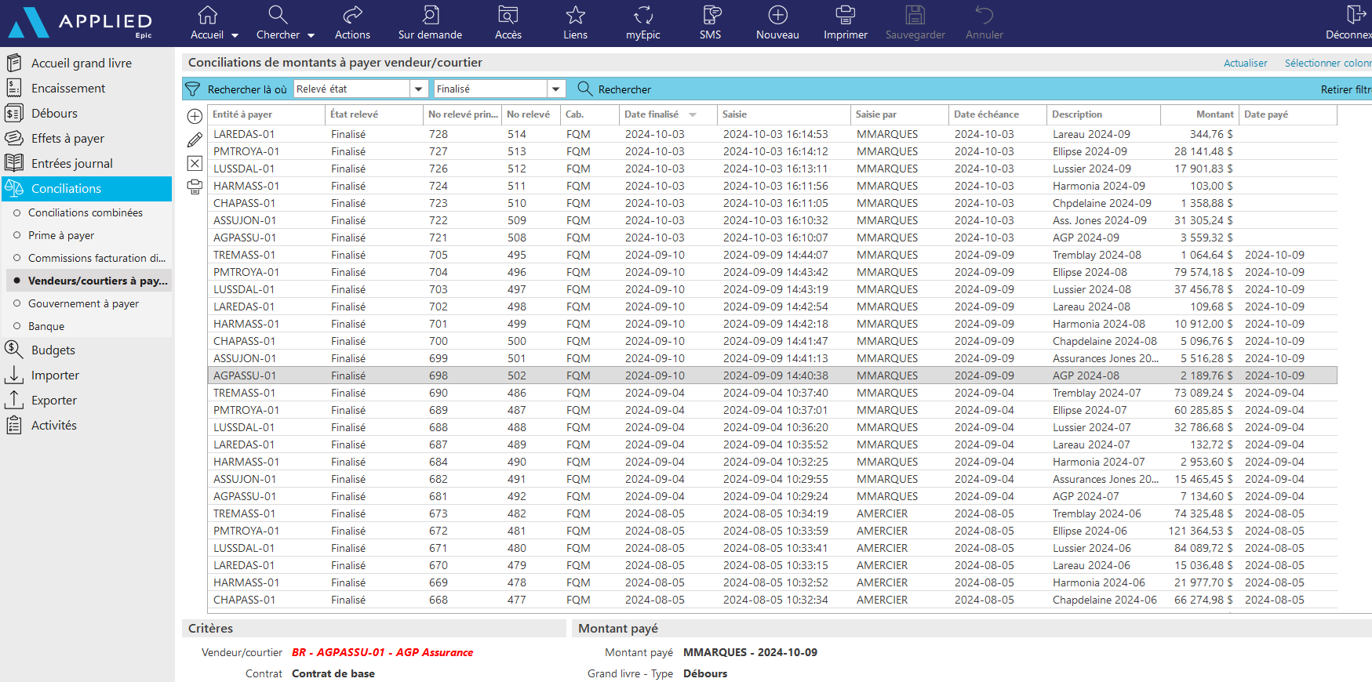 APPLIED
Epic
Accueil Chercher Actions Sur demande Accès Liens myEpic SMS Nouveau Imprimer Sauvegarder Annuler Déconnex
Accueil grand livre
Encaissement
Débours
Effets à payer
Entrées journal
Conciliations
Conciliations combinées
Prime à payer
Commissions facturation di...
Vendeurs/courtiers à pay...
Gouvernement à payer
Banque
Budgets
Importer
Exporter
Activités
Conciliations de montants à payer vendeur/courtier Actualiser Sélectionner colonn
Rechercher là où Relevé état Finalisé Rechercher Retirer filtr
Entité à payer État relevé No relevé prin... No relevé Cab. Date finalisé Saisie Saisie par Date échéance Description Montant Date payé
LAREDAS-01 Finalisé 728 514 FQM 2024-10-03 2024-10-03 16:14:53 MMARQUES 2024-10-03 Lareau 2024-09 344,76 $
PMTROYA-01 Finalisé 727 513 FQM 2024-10-03 2024-10-03 16:14:12 MMARQUES 2024-10-03 Ellipse 2024-09 28 141,48 $
LUSSDAL-01 Finalisé 726 512 FQM 2024-10-03 2024-10-03 16:13:11 MMARQUES 2024-10-03 Lussier 2024-09 17 901,83 $
HARMASS-01 Finalisé 724 511 FQM 2024-10-03 2024-10-03 16:11:56 MMARQUES 2024-10-03 Harmonia 2024-09 103,00 $
CHAPASS-01 Finalisé 723 510 FQM 2024-10-03 2024-10-03 16:11:05 MMARQUES 2024-10-03 Chpdelaine 2024-09 1 358,88 $
ASSUJON-01 Finalisé 722 509 FQM 2024-10-03 2024-10-03 16:10:32 MMARQUES 2024-10-03 Ass. Jones 2024-09 31 305,24 $
AGPASSU-01 Finalisé 721 508 FQM 2024-10-03 2024-10-03 16:10:07 MMARQUES 2024-10-03 AGP 2024-09 3 559,32 $
TREMASS-01 Finalisé 705 495 FQM 2024-09-10 2024-09-09 14:44:07 MMARQUES 2024-09-09 Tremblay 2024-08 1 064,64 $ 2024-10-09
PMTROYA-01 Finalisé 704 496 FQM 2024-09-10 2024-09-09 14:43:42 MMARQUES 2024-09-09 Ellipse 2024-08 79 574,18 $ 2024-10-09
LUSSDAL-01 Finalisé 703 497 FQM 2024-09-10 2024-09-09 14:43:19 MMARQUES 2024-09-09 Lussier 2024-08 37 456,78 $ 2024-10-09
LAREDAS-01 Finalisé 702 498 FQM 2024-09-10 2024-09-09 14:42:54 MMARQUES 2024-09-09 Lareau 2024-08 109,68 $ 2024-10-09
HARMASS-01 Finalisé 701 499 FQM 2024-09-10 2024-09-09 14:42:18 MMARQUES 2024-09-09 Harmonia 2024-08 10 912,00 $ 2024-10-09
CHAPASS-01 Finalisé 700 500 FQM 2024-09-10 2024-09-09 14:41:47 MMARQUES 2024-09-09 Chapdelaine 2024-08 5 096,76 $ 2024-10-09
ASSUJON-01 Finalisé 699 501 FQM 2024-09-10 2024-09-09 14:41:13 MMARQUES 2024-09-09 Assurances Jones 20... 5 516,28 $ 2024-10-09
AGPASSU-01 Finalisé 698 502 FQM 2024-09-10 2024-09-09 14:40:38 MMARQUES 2024-09-09 AGP 2024-08 2 189,76 $ 2024-10-09
TREMASS-01 Finalisé 690 486 FQM 2024-09-04 2024-09-04 10:37:40 MMARQUES 2024-09-04 Tremblay 2024-07 73 089,24 $ 2024-09-04
PMTROYA-01 Finalisé 689 487 FQM 2024-09-04 2024-09-04 10:37:01 MMARQUES 2024-09-04 Ellipse 2024-07 60 285,85 $ 2024-09-04
LUSSDAL-01 Finalisé 688 488 FQM 2024-09-04 2024-09-04 10:36:20 MMARQUES 2024-09-04 Lussier 2024-07 32 786,68 $ 2024-09-04
LAREDAS-01 Finalisé 687 489 FQM 2024-09-04 2024-09-04 10:35:52 MMARQUES 2024-09-04 Lareau 2024-07 132,72 $ 2024-09-04
HARMASS-01 Finalisé 684 490 FQM 2024-09-04 2024-09-04 10:32:25 MMARQUES 2024-09-04 Harmonia 2024-07 2 953,60 $ 2024-09-04
ASSUJON-01 Finalisé 682 491 FQM 2024-09-04 2024-09-04 10:29:55 MMARQUES 2024-09-04 Assurances Jones 20... 15 465,45 $ 2024-09-04
AGPASSU-01 Finalisé 681 492 FQM 2024-09-04 2024-09-04 10:29:24 MMARQUES 2024-09-04 AGP 2024-07 7 134,60 $ 2024-09-04
TREMASS-01 Finalisé 673 482 FQM 2024-08-05 2024-08-05 10:34:19 AMERCIER 2024-08-05 Tremblay 2024-06 74 325,48 $ 2024-08-05
PMTROYA-01 Finalisé 672 481 FQM 2024-08-05 2024-08-05 10:33:59 AMERCIER 2024-08-05 Ellipse 2024-06 121 364,53 $ 2024-08-05
LUSSDAL-01 Finalisé 671 480 FQM 2024-08-05 2024-08-05 10:33:41 AMERCIER 2024-08-05 Lussier 2024-06 84 089,72 $ 2024-08-05
LAREDAS-01 Finalisé 670 479 FQM 2024-08-05 2024-08-05 10:33:15 AMERCIER 2024-08-05 Lareau 2024-06 15 036,48 $ 2024-08-05
HARMASS-01 Finalisé 669 478 FQM 2024-08-05 2024-08-05 10:32:52 AMERCIER 2024-08-05 Harmonia 2024-06 21 977,70 $ 2024-08-05
CHAPASS-01 Finalisé 668 477 FQM 2024-08-05 2024-08-05 10:32:34 AMERCIER 2024-08-05 Chapdelaine 2024-06 66 274,98 $ 2024-08-05
Critères Montant payé
Vendeur/courtier BR - AGPASSU-01 - AGP Assurance Montant payé MMARQUES - 2024-10-09
Contrat Contrat de base Grand livre - Type Débours